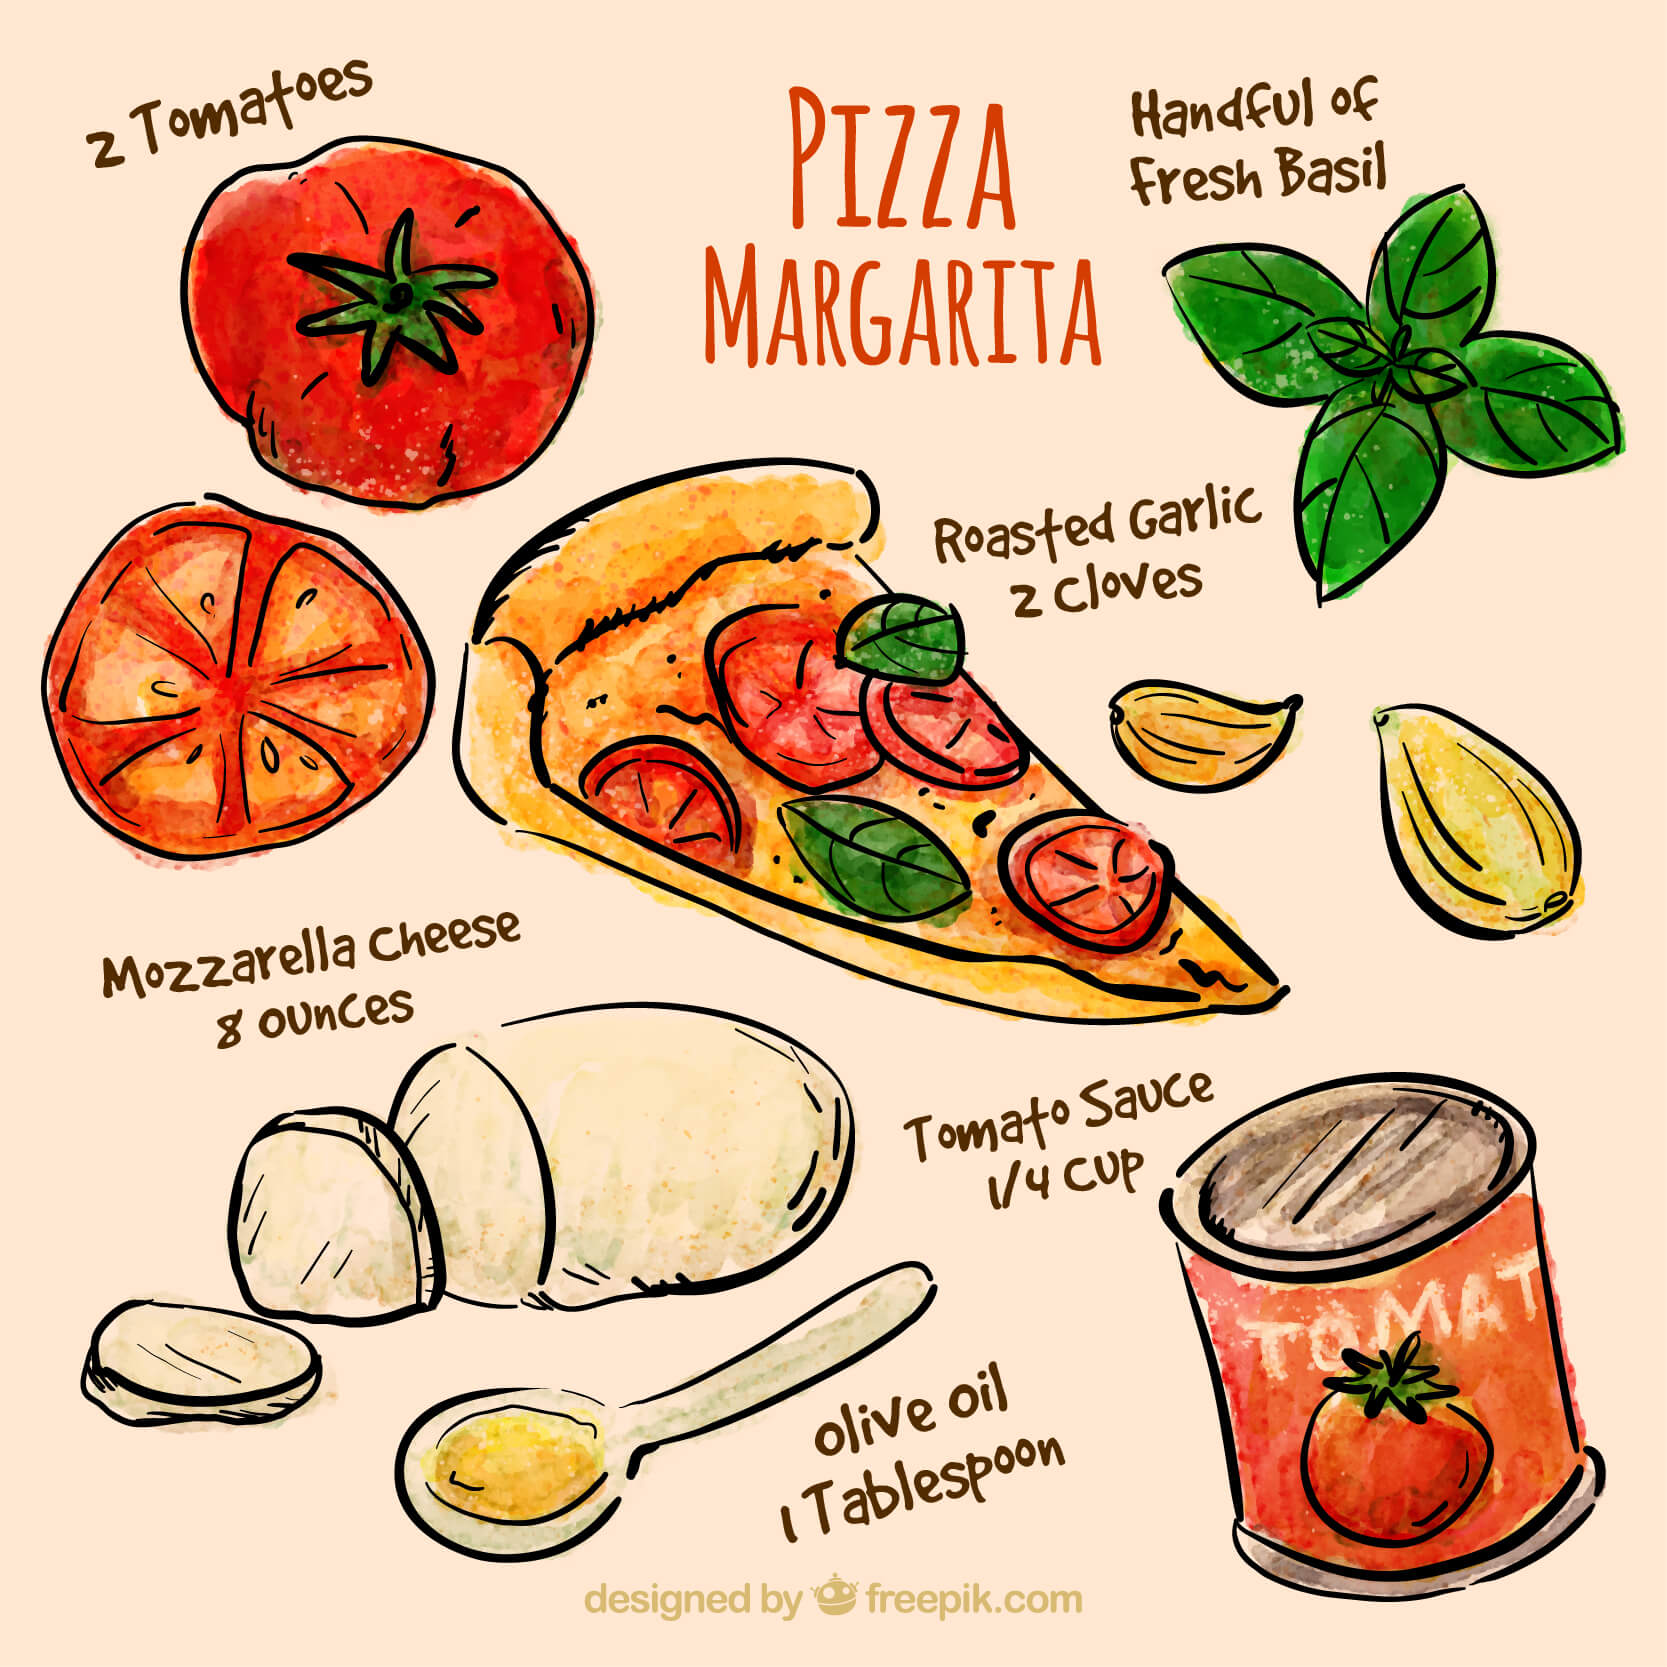 2 Tomatoes
Pizza
Margarita
Handful of
Fresh Basil
Roasted Garlic
2 cloves
Mozzarella cheese
8 ounces
Tomato Sauce
1/4 cup
TOMAT
olive oil
1 Tablespoon
designed by freepik.com